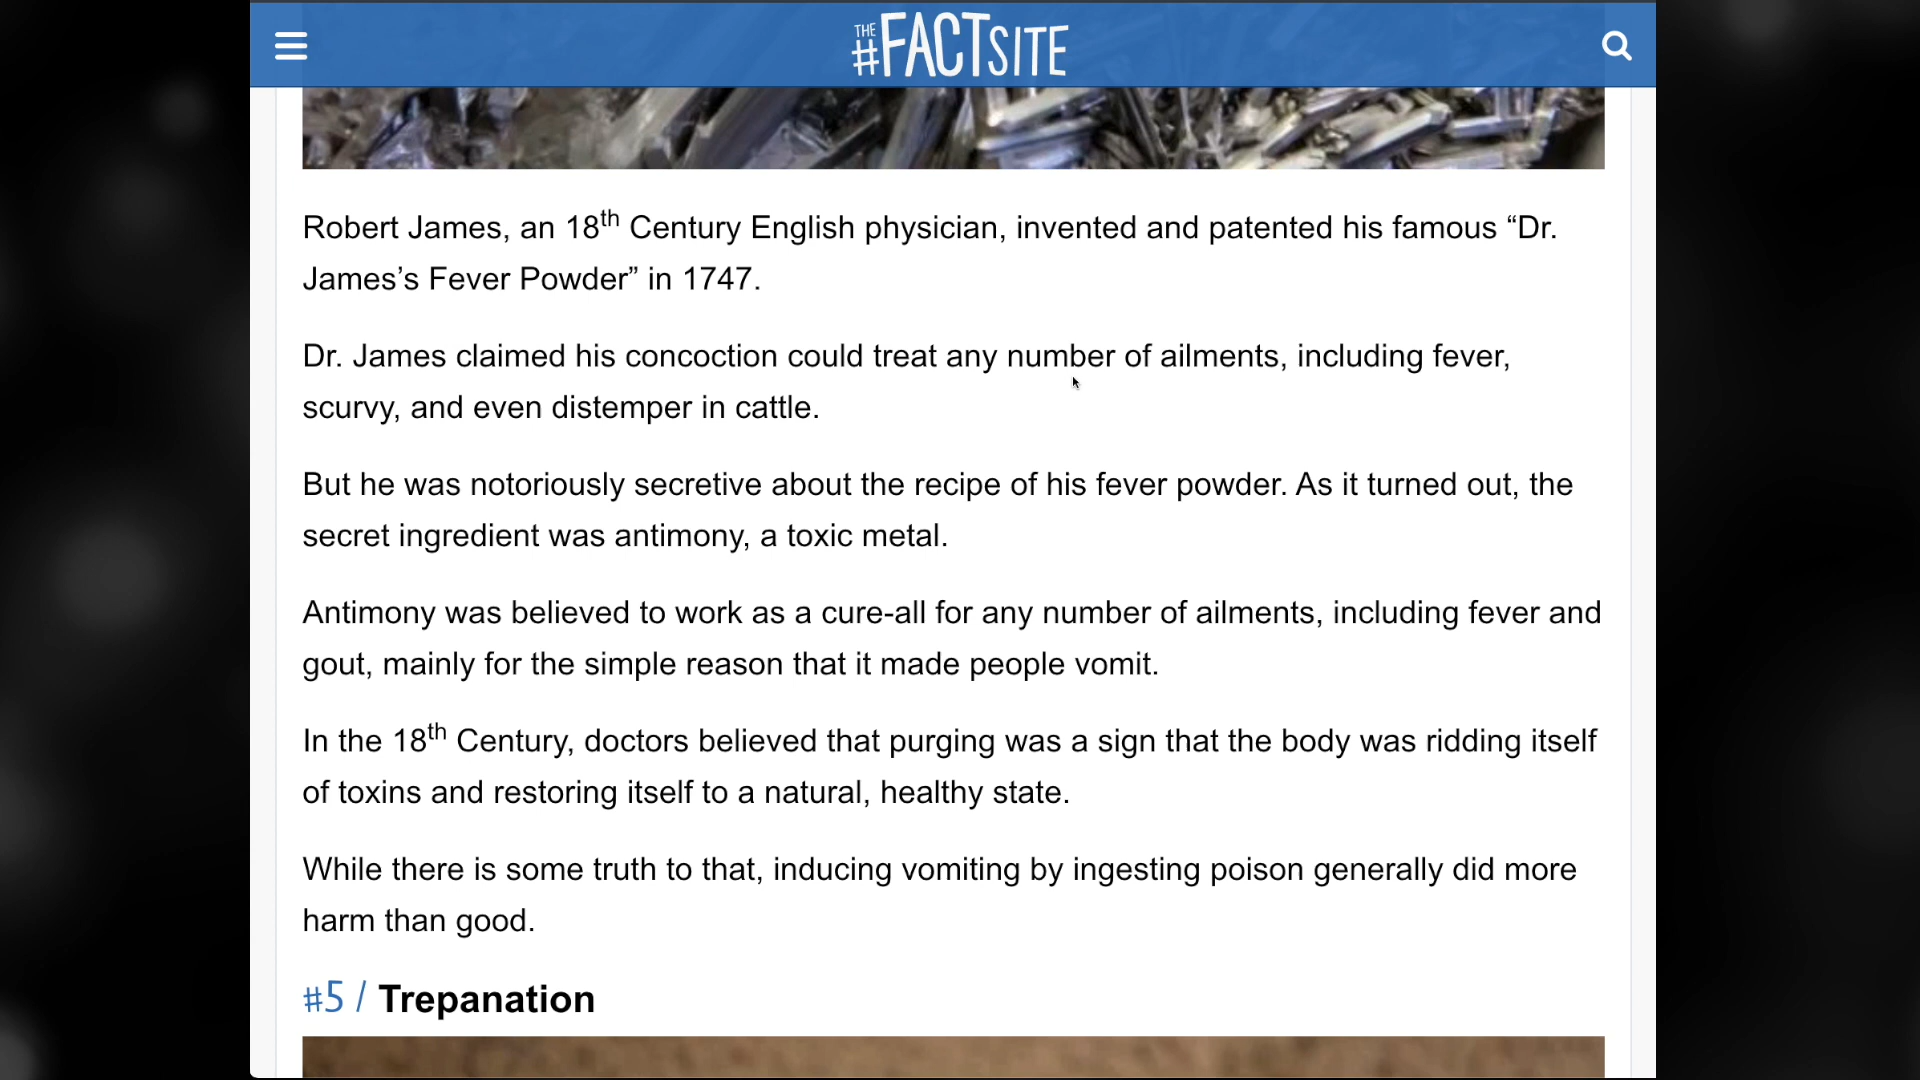 THE #FACTSITE
Robert James, an 18th Century English physician, invented and patented his famous “Dr.
James’s Fever Powder” in 1747.
Dr. James claimed his concoction could treat any number of ailments, including fever,
scurvy, and even distemper in cattle.
But he was notoriously secretive about the recipe of his fever powder. As it turned out, the
secret ingredient was antimony, a toxic metal.
Antimony was believed to work as a cure-all for any number of ailments, including fever and
gout, mainly for the simple reason that it made people vomit.
In the 18th Century, doctors believed that purging was a sign that the body was ridding itself
of toxins and restoring itself to a natural, healthy state.
While there is some truth to that, inducing vomiting by ingesting poison generally did more
harm than good.
#5 / Trepanation